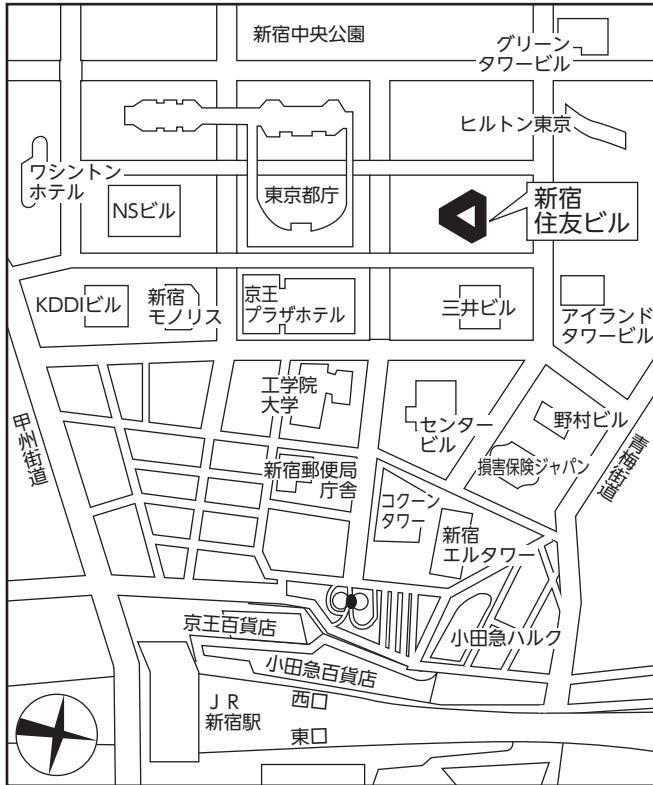 新宿中央公園
グリーン
タワービル
ヒルトン東京
ワシントン
ホテル
NSビル
東京都庁
新宿
住友ビル
KDDIビル
新宿
モノリス
京王
プラザホテル
三井ビル
アイランド
タワービル
甲州街道
工学院
大学
センター
ビル
野村ビル
損害保険ジャパン
青梅街道
新宿郵便局
庁舎
コクーン
タワー
新宿
エルタワー
京王百貨店
小田急ハルク
小田急百貨店
JR
新宿駅
西口
東口